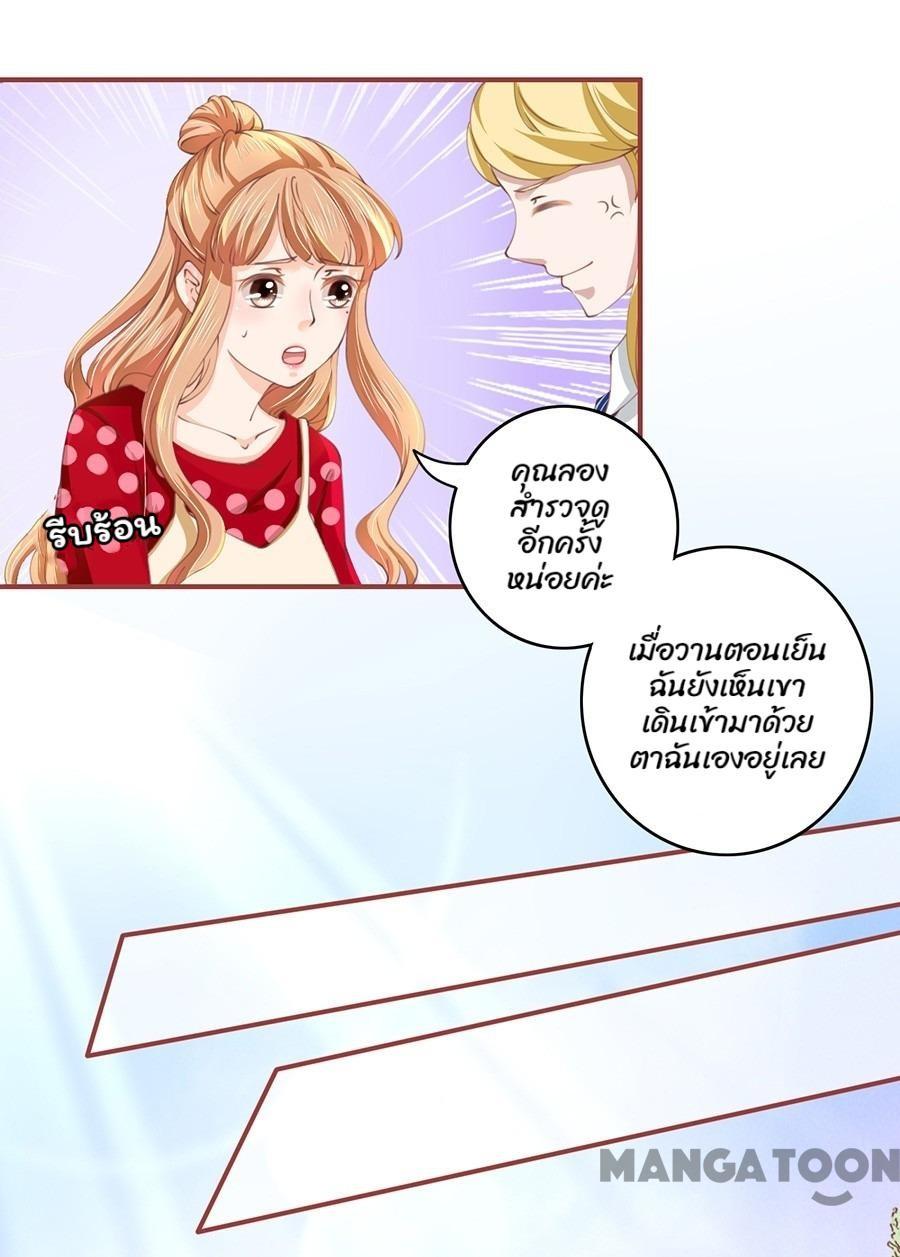 รีบร้อน
คุณลอง
สำรวจดู
อีกครั้ง
หน่อยค่ะ
เมื่อวานตอนเย็น
ฉันยังเห็นเขา
เดินเข้ามาด้วย
ตาฉันเองอยู่เลย
MANGATOON